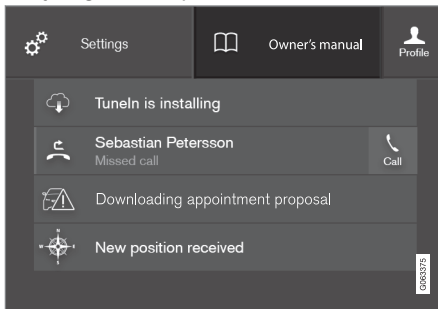 Settings
Owner's manual
Profile
TuneIn is installing
Sebastian Petersson
Missed call
Call
Downloading appointment proposal
N
W E
S
New position received
G063375